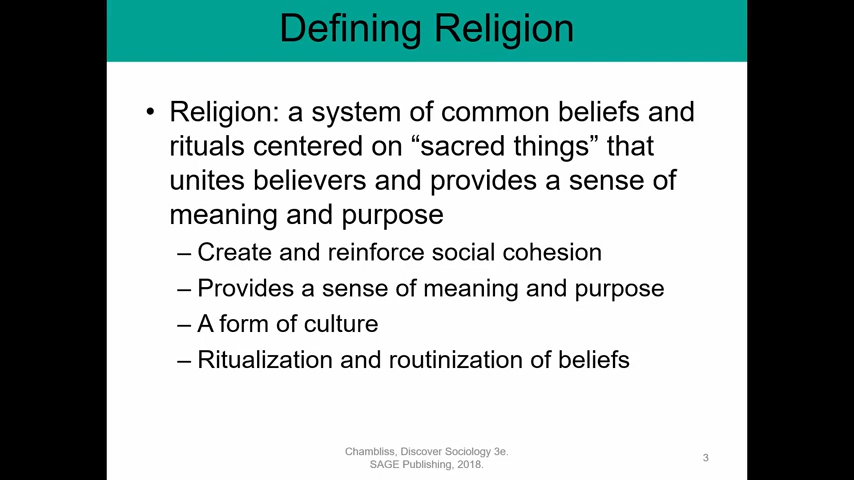 Defining Religion
• Religion: a system of common beliefs and
rituals centered on “sacred things” that
unites believers and provides a sense of
meaning and purpose
– Create and reinforce social cohesion
– Provides a sense of meaning and purpose
– A form of culture
– Ritualization and routinization of beliefs
Chambliss, Discover Sociology 3e.
SAGE Publishing, 2018.
3